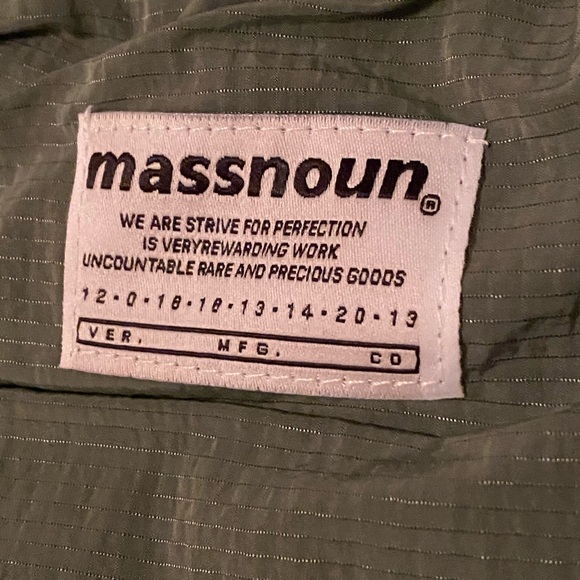 massnoun®
WE ARE STRIVE FOR PERFECTION
IS VERYREWARDING WORK
UNCOUNTABLE RARE AND PRECIOUS GOODS
12-0-18-18-13-14-20-13
VER. MFG. CO